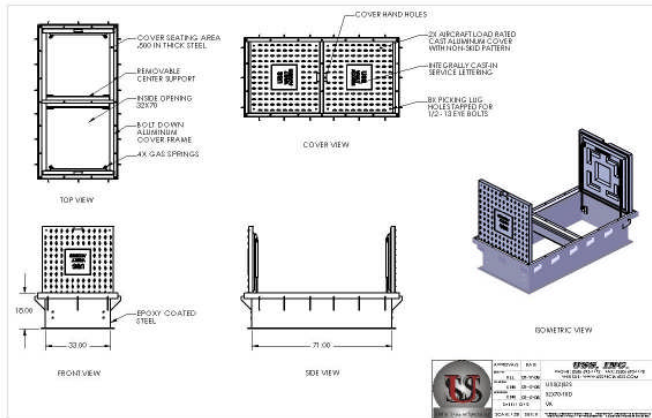 COVER SEATING AREA
.500 IN THICK STEEL
REMOVABLE
CENTER SUPPORT
INSIDE OPENING
32X70
BOLT DOWN
ALUMINUM
COVER FRAME
4X GAS SPRINGS
TOP VIEW
COVER HAND HOLES
2X AIRCRAFT LOAD RATED
CAST ALUMINUM COVER
WITH NON-SKID PATTERN
INTEGRALLY CAST-IN
SERVICE LETTERING
8X PICKING LUG
HOLES TAPPED FOR
1/2 - 13 EYE BOLTS
COVER VIEW
18.00
EPOXY COATED
STEEL
33.00
FRONT VIEW
71.00
SIDE VIEW
ISOMETRIC VIEW
APPROVALS
USS, INC.